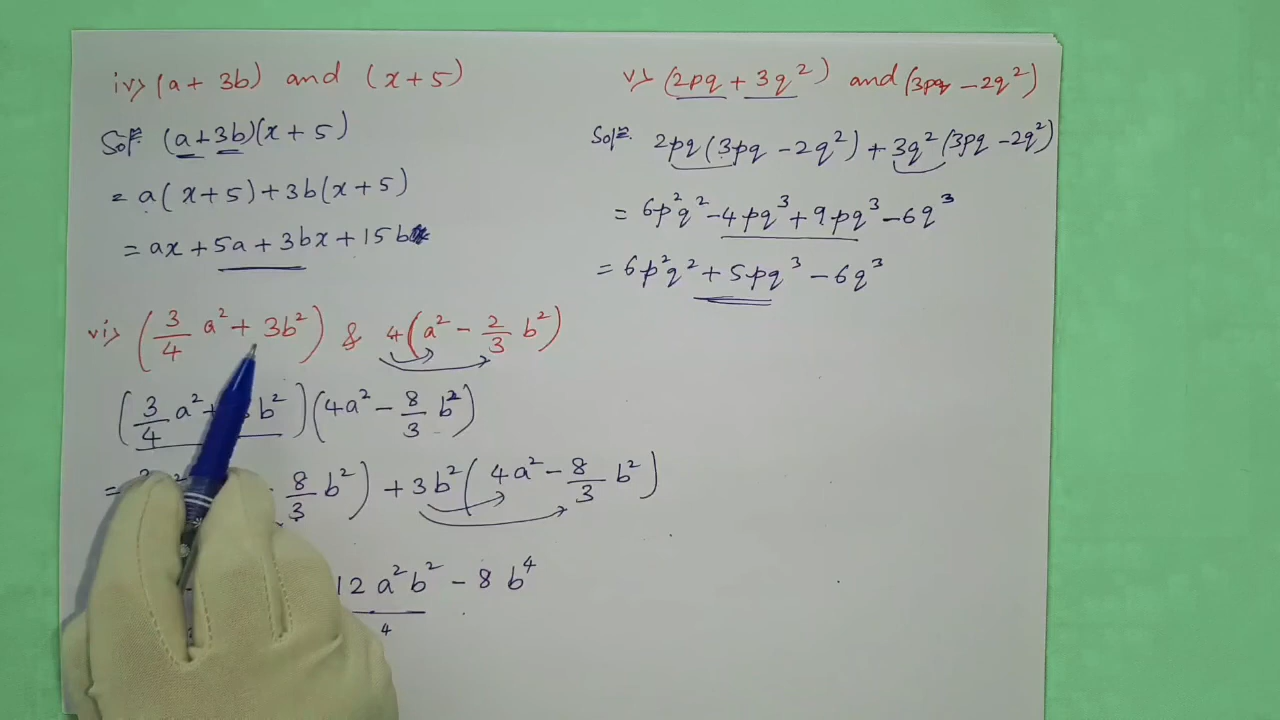 iv) (a + 3b) and (x + 5)
Sol: (a+3b)(x + 5)
= a(x+5)+3b(x+5)
= ax + 5a + 3bx + 15b
v) (2pq + 3q²) and (3pq - 2q²)
Sol: 2pq(3pq - 2q²) + 3q²(3pq - 2q²)
= 6p²q² - 4pq³ + 9pq³ - 6q³
= 6p²q² + 5pq³ - 6q³
vi) (3/4 a² + 3b²) & 4(a² - 2/3 b²)
(3/4 a² + b²)(4a² - 8/3 b²)
= 8/3 b²) + 3b²(4a² - 8/3 b²)
12a²b² - 8b⁴
4